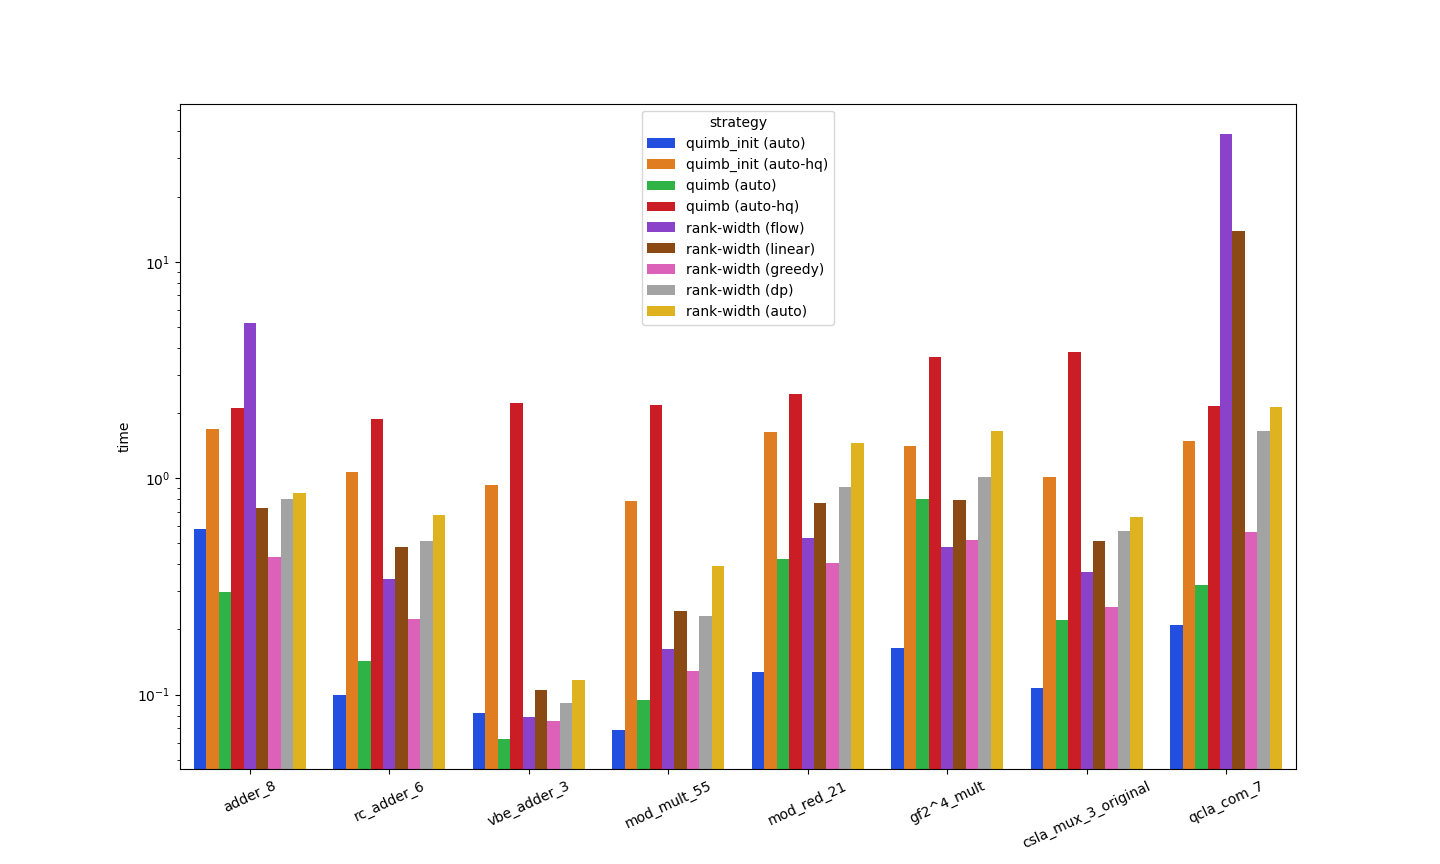 strategy
quimb_init (auto)
quimb_init (auto-hq)
quimb (auto)
quimb (auto-hq)
rank-width (flow)
rank-width (linear)
rank-width (greedy)
rank-width (dp)
rank-width (auto)
time
10¹
10⁰
10⁻¹
adder_8
rc_adder_6
vbe_adder_3
mod_mult_55
mod_red_21
gf2^4_mult
csla_mux_3_original
qcla_com_7